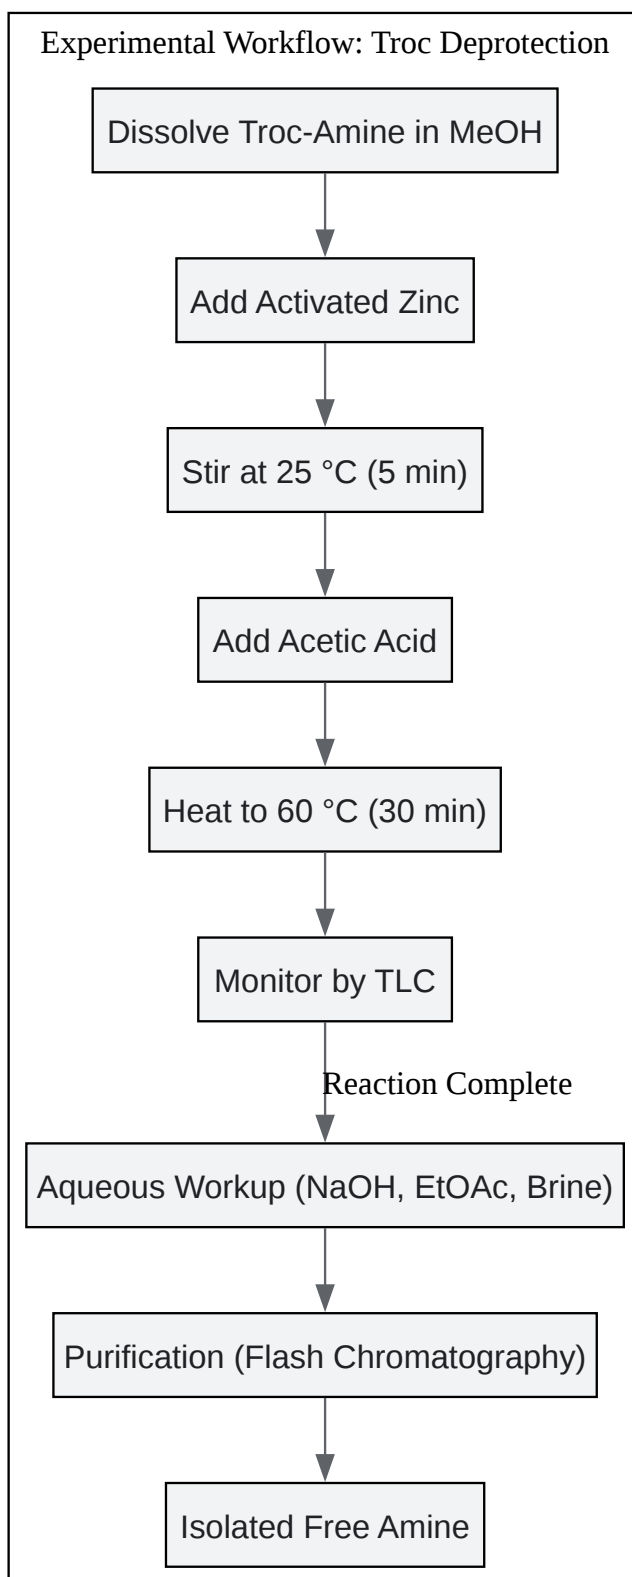 Experimental Workflow: Troc Deprotection
Dissolve Troc-Amine in MeOH
Add Activated Zinc
Stir at 25 °C (5 min)
Add Acetic Acid
Heat to 60 °C (30 min)
Monitor by TLC
Reaction Complete
Aqueous Workup (NaOH, EtOAc, Brine)
Purification (Flash Chromatography)
Isolated Free Amine